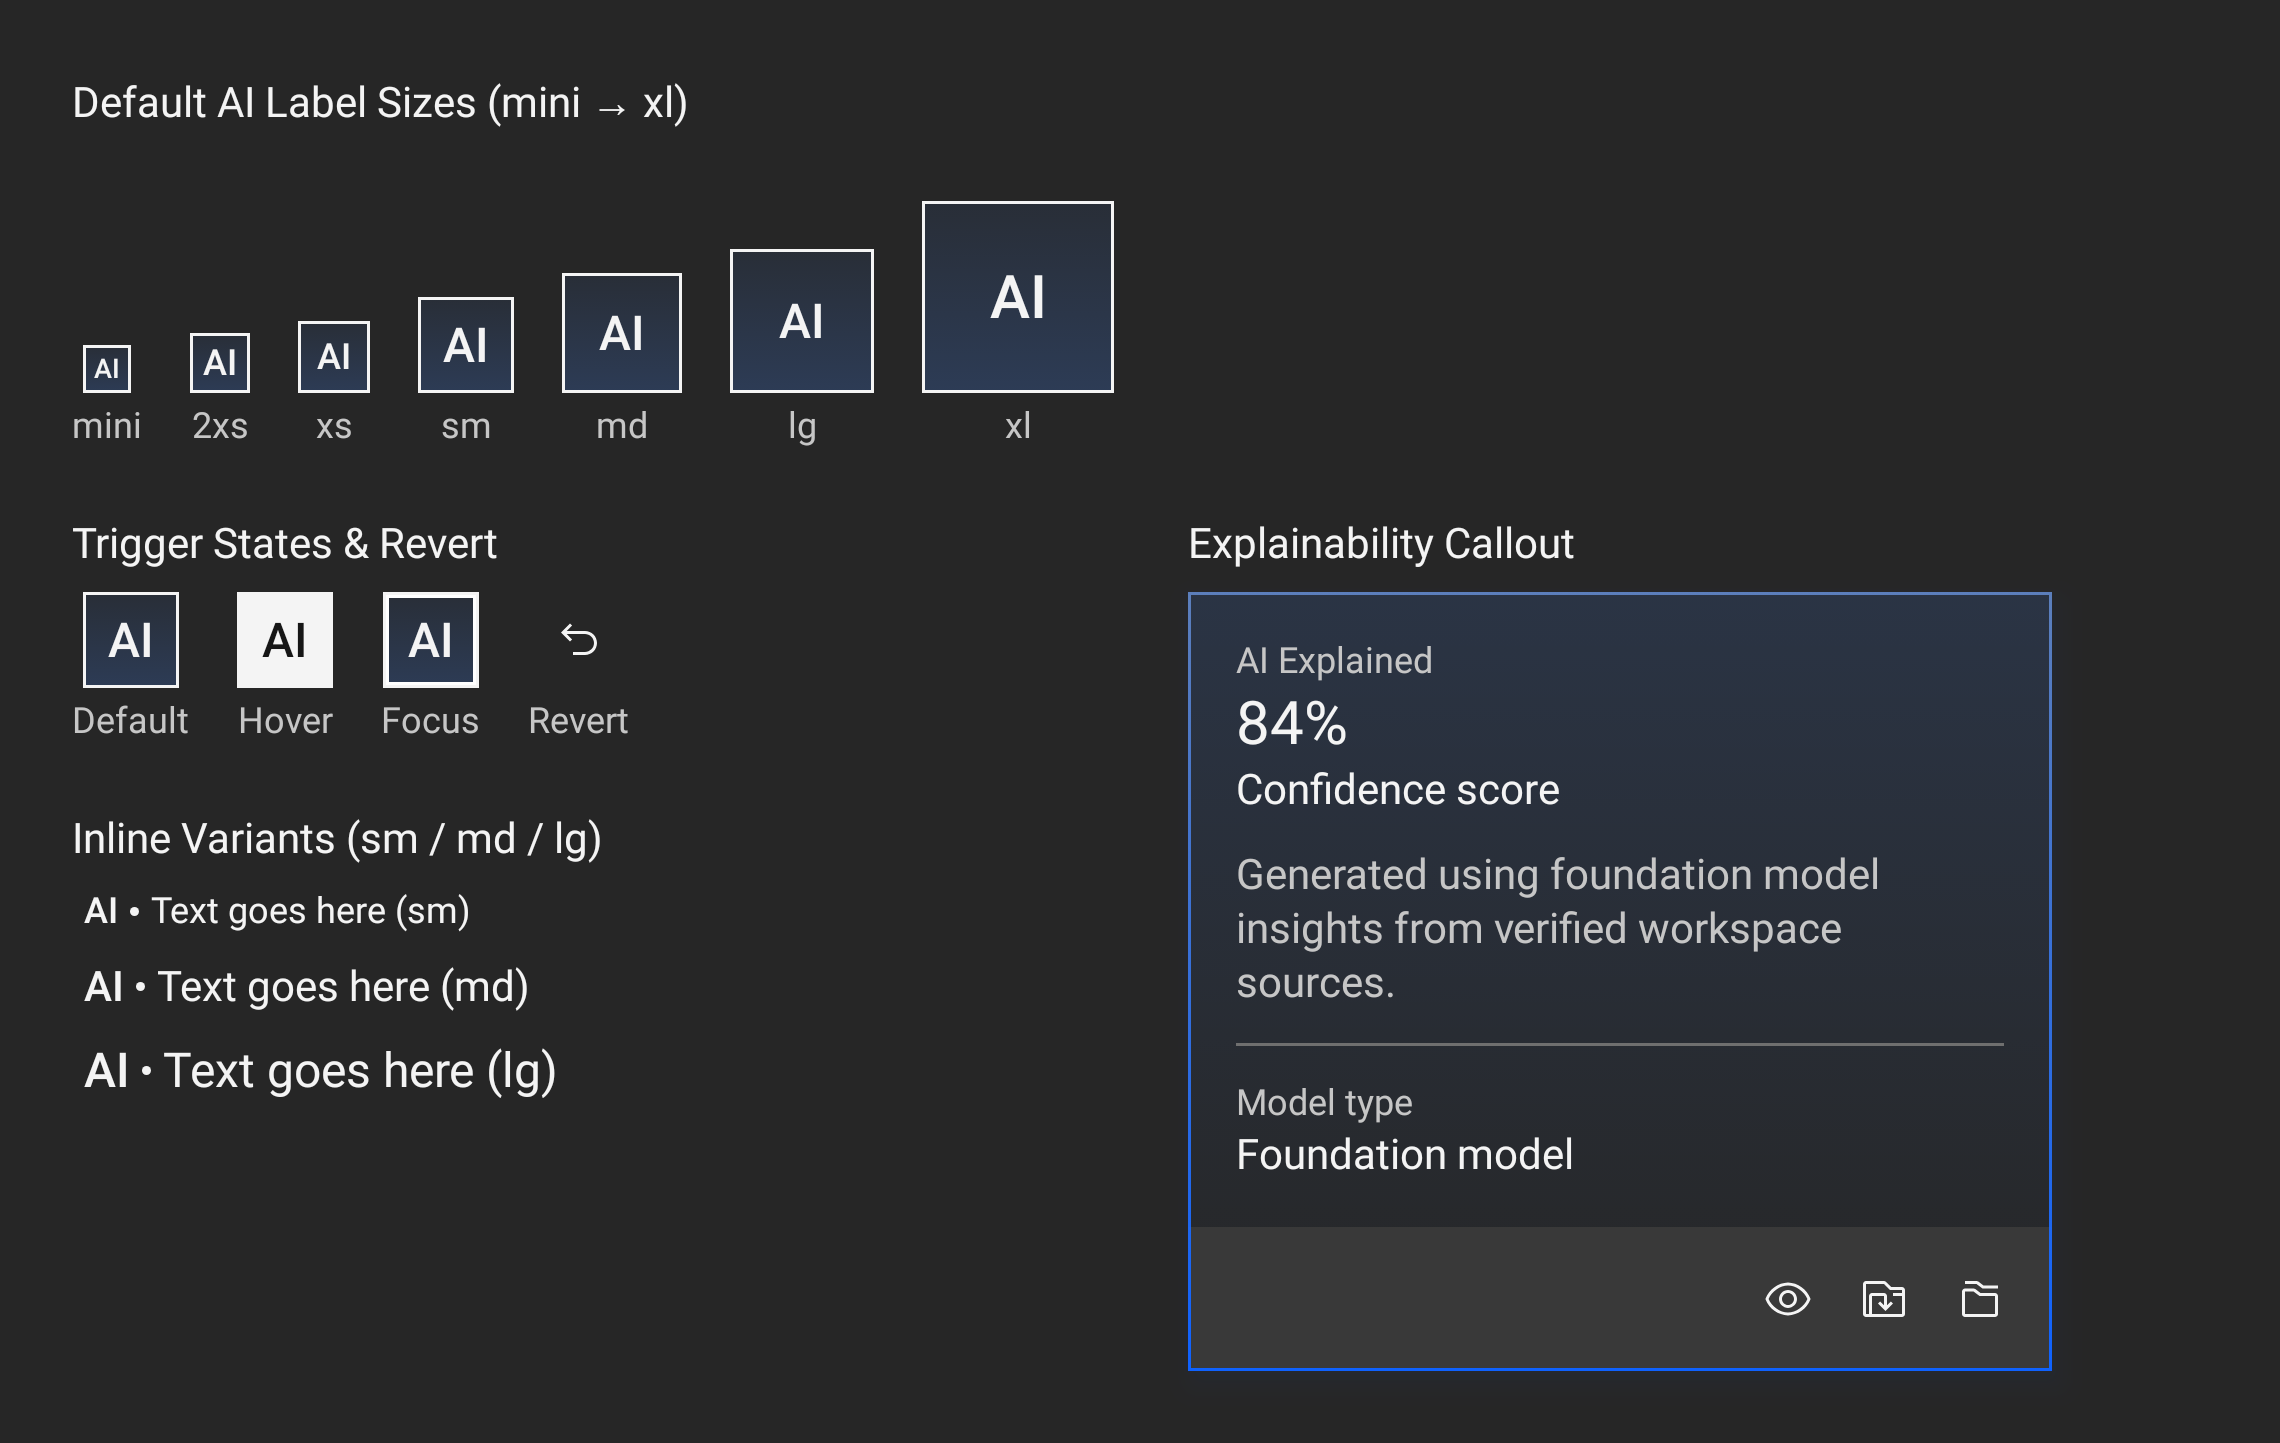 Default AI Label Sizes (mini → xl)
AI AI AI AI AI AI AI
mini 2xs xs sm md lg xl
Trigger States & Revert
AI AI AI
Default Hover Focus Revert
Inline Variants (sm / md / lg)
AI • Text goes here (sm)
AI • Text goes here (md)
AI • Text goes here (lg)
Explainability Callout
AI Explained
84%
Confidence score
Generated using foundation model
insights from verified workspace
sources.
Model type
Foundation model